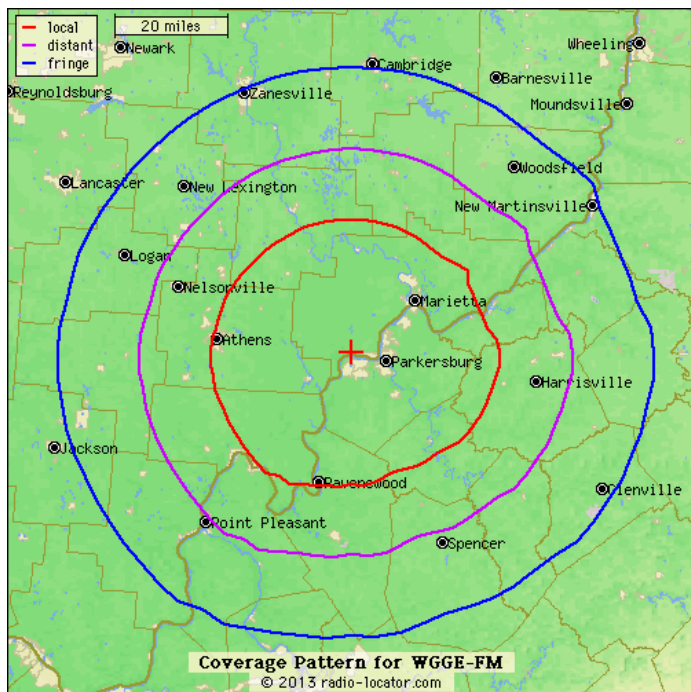 local
distant
fringe
20 miles
Newark
Wheeling
Cambridge
Barnesville
Reynoldsburg
Zanesville
Moundsville
Woodsfield
Lancaster
New Lexington
New Martinsville
Logan
Nelsonville
Marietta
Athens
Parkersburg
Harrisville
Jackson
Ravenswood
Glenville
Point Pleasant
Spencer
Coverage Pattern for WGGE-FM
© 2013 radio-locator.com